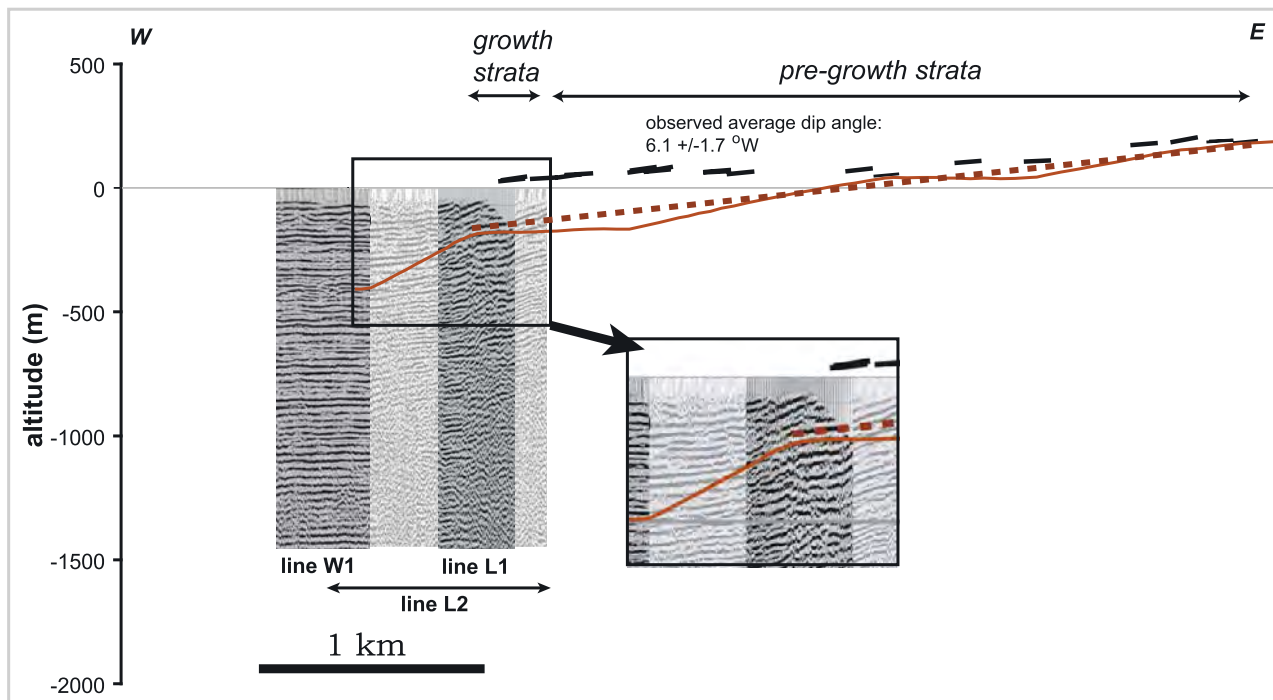 W
E
growth
strata
pre-growth strata
observed average dip angle:
6.1 +/-1.7 °W
500
0
-500
-1000
-1500
-2000
altitude (m)
line W1
line L1
line L2
1 km